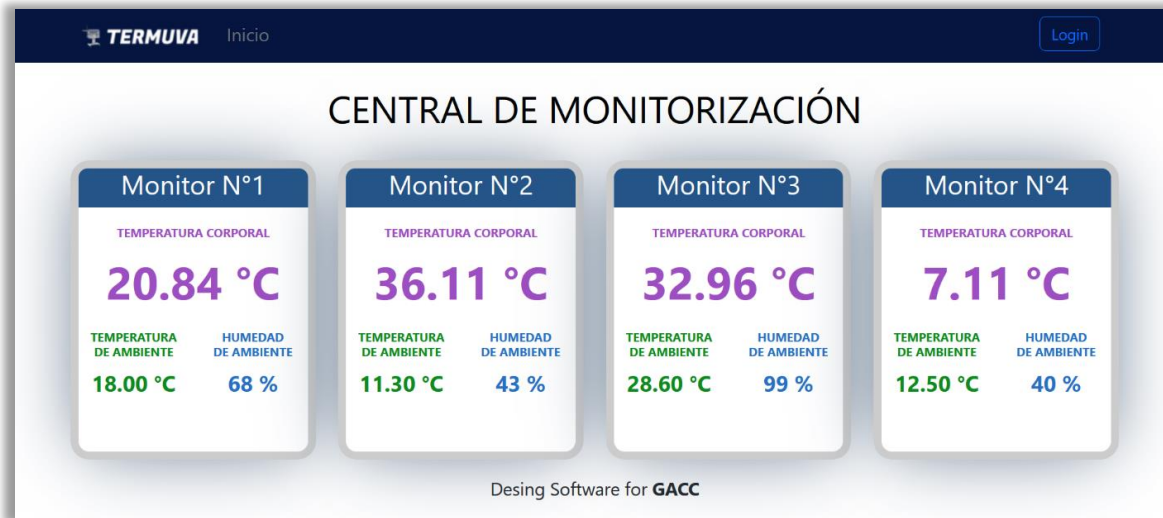 TERMUVA Inicio Login
CENTRAL DE MONITORIZACIÓN
Monitor N°1
TEMPERATURA CORPORAL
20.84 °C
TEMPERATURA
DE AMBIENTE
18.00 °C
HUMEDAD
DE AMBIENTE
68 %
Monitor N°2
TEMPERATURA CORPORAL
36.11 °C
TEMPERATURA
DE AMBIENTE
11.30 °C
HUMEDAD
DE AMBIENTE
43 %
Monitor N°3
TEMPERATURA CORPORAL
32.96 °C
TEMPERATURA
DE AMBIENTE
28.60 °C
HUMEDAD
DE AMBIENTE
99 %
Monitor N°4
TEMPERATURA CORPORAL
7.11 °C
TEMPERATURA
DE AMBIENTE
12.50 °C
HUMEDAD
DE AMBIENTE
40 %
Desing Software for GACC